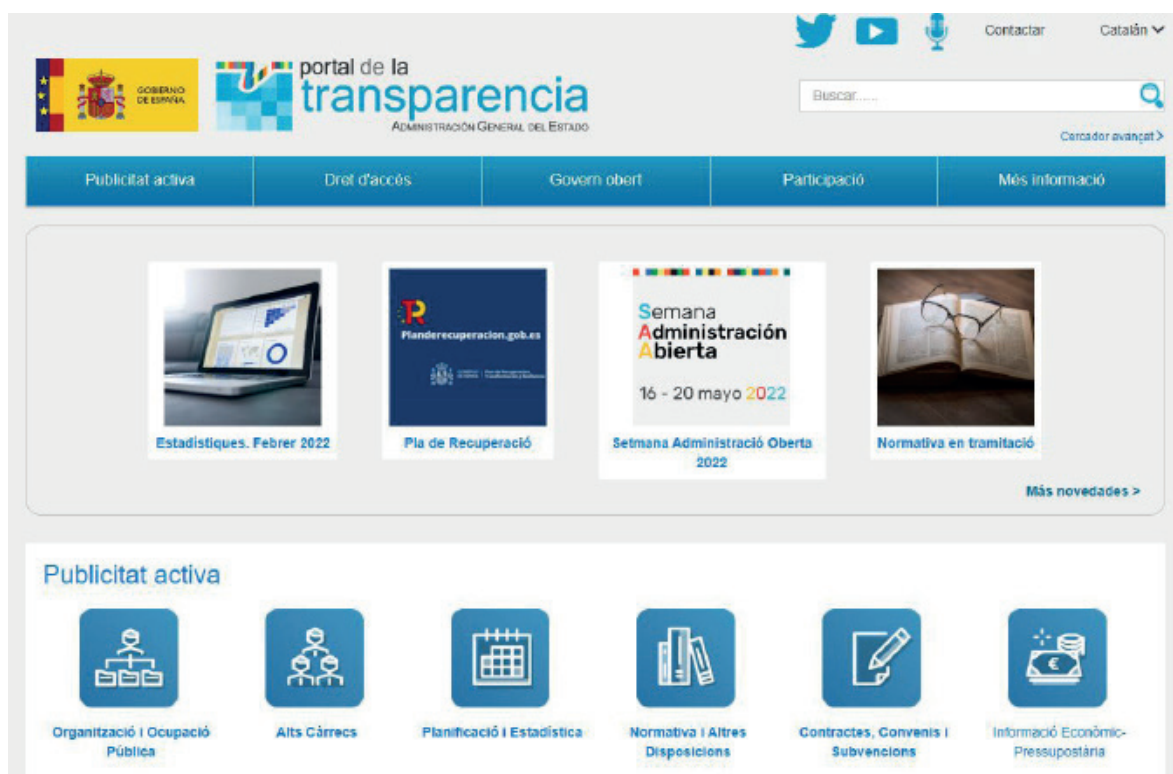 Contactar
Catalán
GOBIERNO
DE ESPAÑA
portal de la
transparencia
ADMINISTRACIÓN GENERAL DEL ESTADO
Buscar......
Cercador avançat >
Publicitat activa
Dret d'accés
Govern obert
Participació
Més informació
Planderecuperacion.gob.es
Semana
Administración
Abierta
16 - 20 mayo 2022
Estadístiques. Febrer 2022
Pla de Recuperació
Setmana Administració Oberta
2022
Normativa en tramitació
Más novedades >
Publicitat activa
Organització i Ocupació
Pública
Alts Càrrecs
Planificació i Estadística
Normativa i Altres
Disposicions
Contractes, Convenis i
Subvencions
Informació Econòmic-
Pressupostària